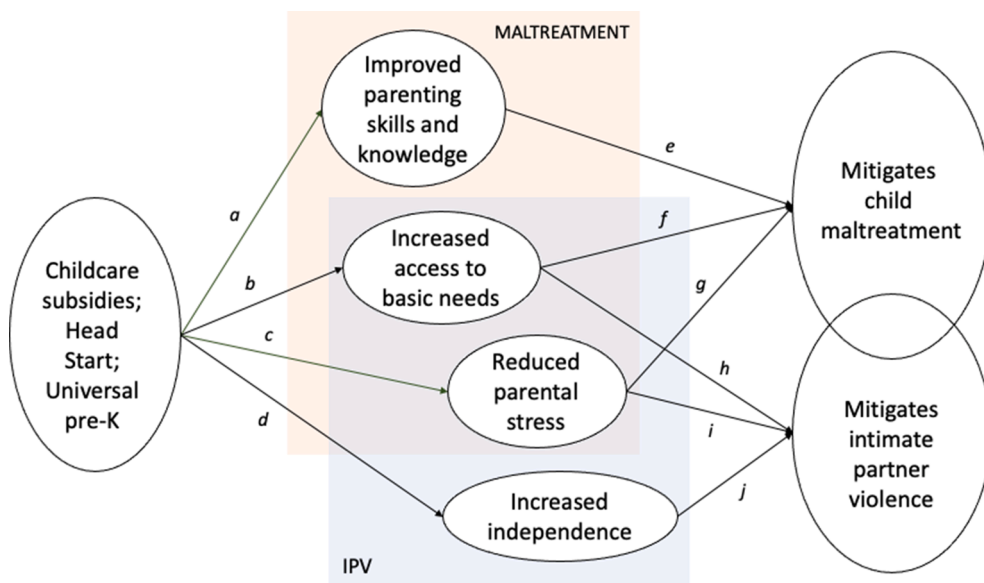 MALTREATMENT
Improved
parenting
skills and
knowledge
e
Mitigates
child
maltreatment
a
Increased
access to
basic needs
f
Childcare
subsidies;
Head
Start;
Universal
pre-K
b
g
c
Reduced
parental
stress
h
d
i
Mitigates
intimate
partner
violence
Increased
independence
j
IPV